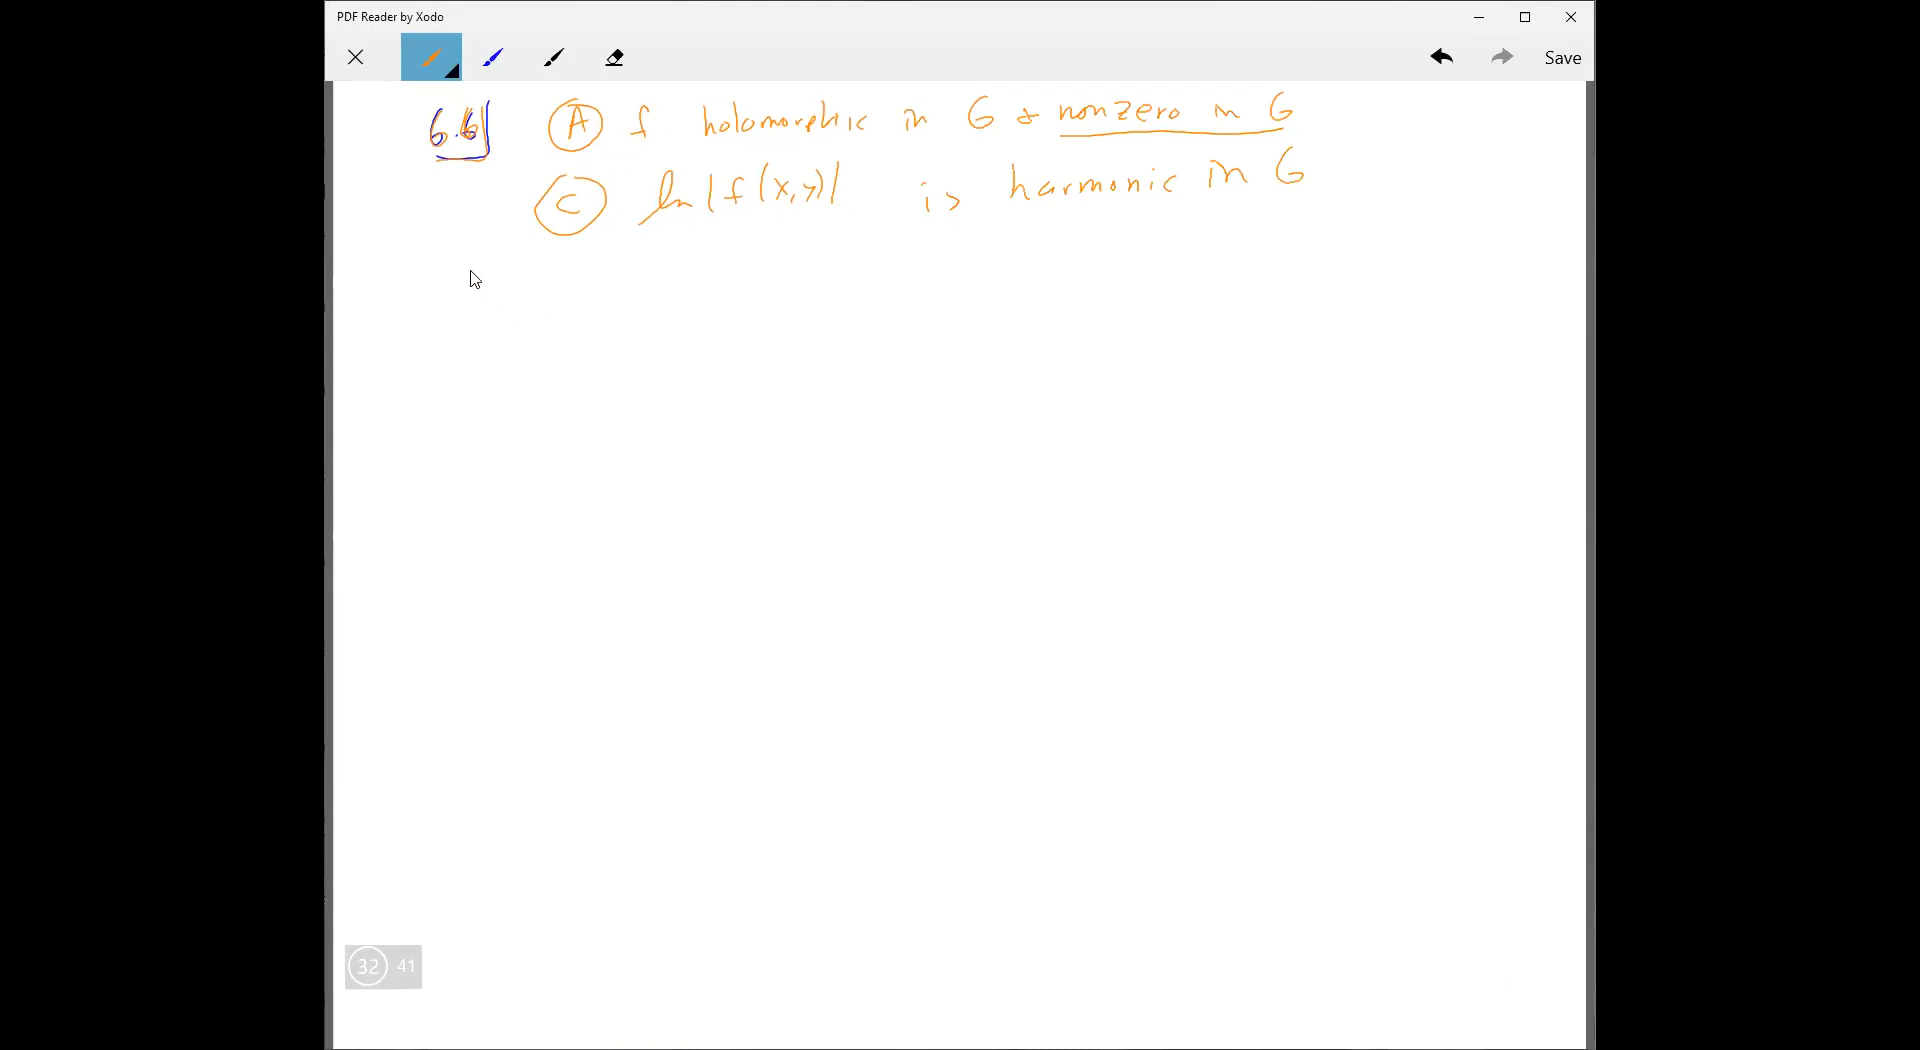 PDF Reader by Xodo
Save
6.6 A f holomorphic in G & nonzero in G
C ln|f(x,y)| is harmonic in G
32 41